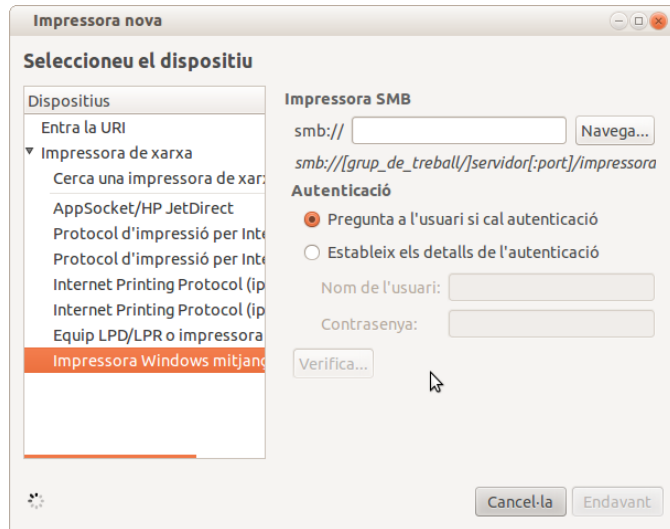 Impressora nova
Seleccioneu el dispositiu
Dispositius
Entra la URI
Impressora de xarxa
Cerca una impressora de xar
AppSocket/HP JetDirect
Protocol d'impressió per Inte
Protocol d'impressió per Inte
Internet Printing Protocol (ip
Internet Printing Protocol (ip
Equip LPD/LPR o impressora
Impressora Windows mitjanç
Impressora SMB
smb://
Navega...
smb://[grup_de_treball/]servidor[:port]/impressora
Autenticació
Pregunta a l'usuari si cal autenticació
Estableix els detalls de l'autenticació
Nom de l'usuari:
Contrasenya:
Verifica...
Cancel·la
Endavant